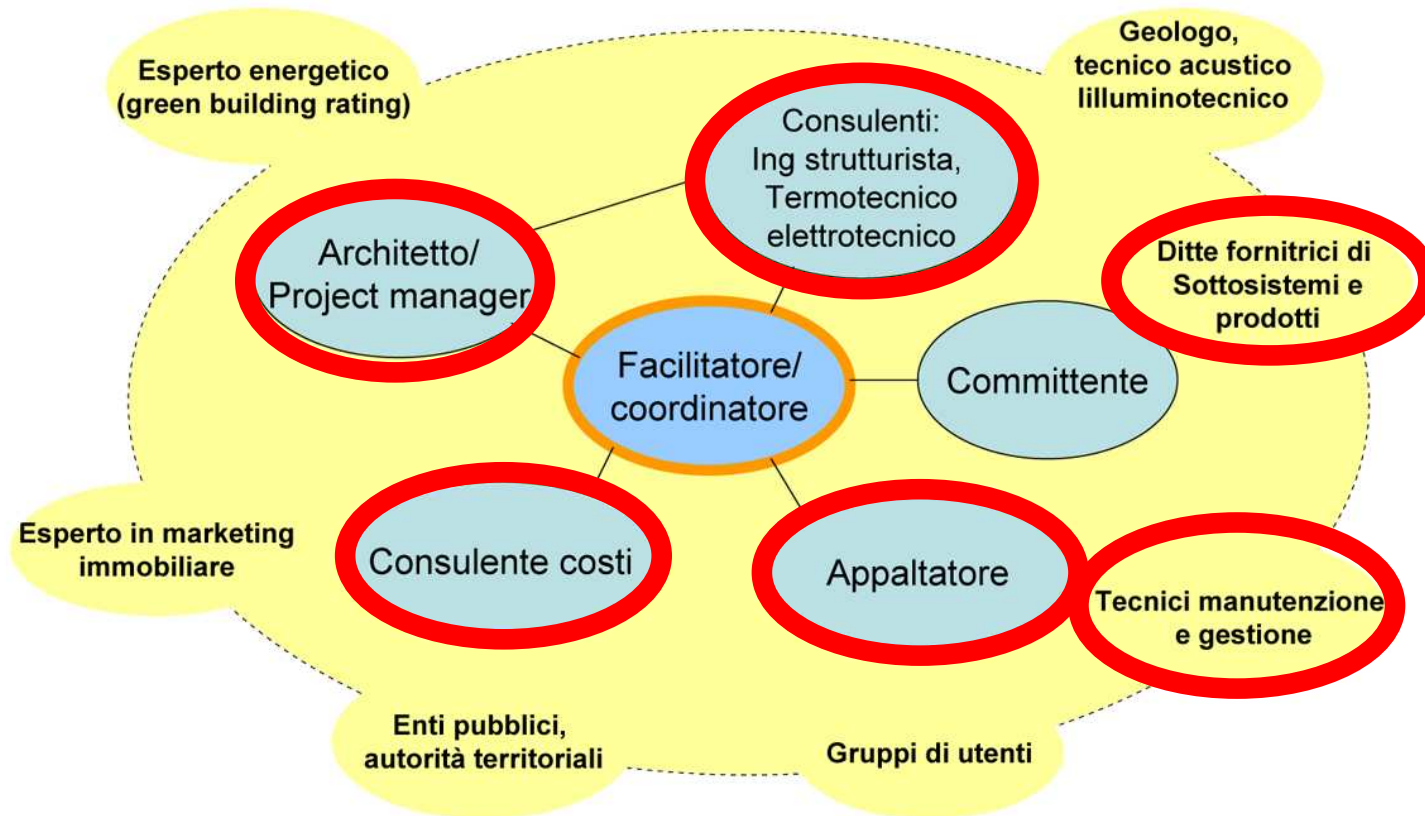 Esperto energetico
(green building rating)
Geologo,
tecnico acustico
lilluminotecnico
Consulenti:
Ing strutturista,
Termotecnico
elettrotecnico
Architetto/
Project manager
Ditte fornitrici di
Sottosistemi e
prodotti
Facilitatore/
coordinatore
Committente
Esperto in marketing
immobiliare
Consulente costi
Appaltatore
Tecnici manutenzione
e gestione
Enti pubblici,
autorità territoriali
Gruppi di utenti